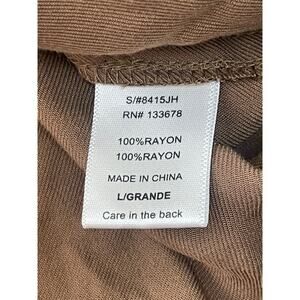 S/#8415JH
RN# 133678
100%RAYON
100%RAYON
MADE IN CHINA
L/GRANDE
Care in the back